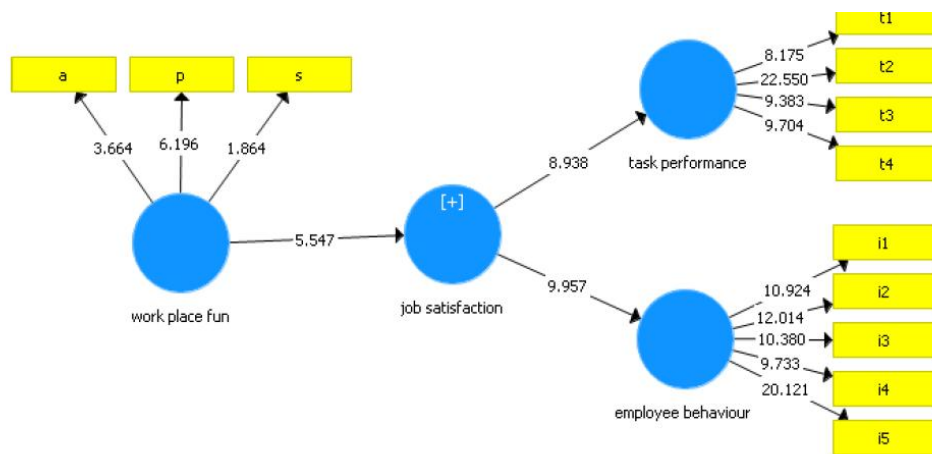 t1
a p s
8.175
t2
22.550
9.383
t3
3.664 6.196 1.864
9.704
task performance
t4
8.938
[+]
i1
5.547
10.924
i2
9.957
12.014
work place fun
job satisfaction
10.380
i3
9.733
i4
20.121
employee behaviour
i5